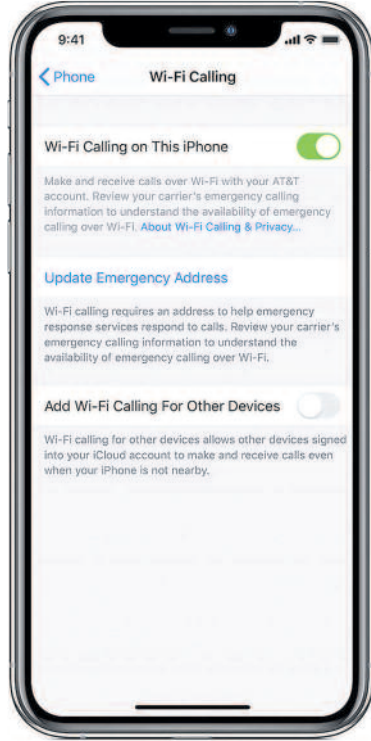 9:41
Phone
Wi-Fi Calling
Wi-Fi Calling on This iPhone
Make and receive calls over Wi-Fi with your AT&T
account. Review your carrier's emergency calling
information to understand the availability of emergency
calling over Wi-Fi. About Wi-Fi Calling & Privacy...
Update Emergency Address
Wi-Fi calling requires an address to help emergency
response services respond to calls. Review your carrier's
emergency calling information to understand the
availability of emergency calling over Wi-Fi.
Add Wi-Fi Calling For Other Devices
Wi-Fi calling for other devices allows other devices signed
into your iCloud account to make and receive calls even
when your iPhone is not nearby.